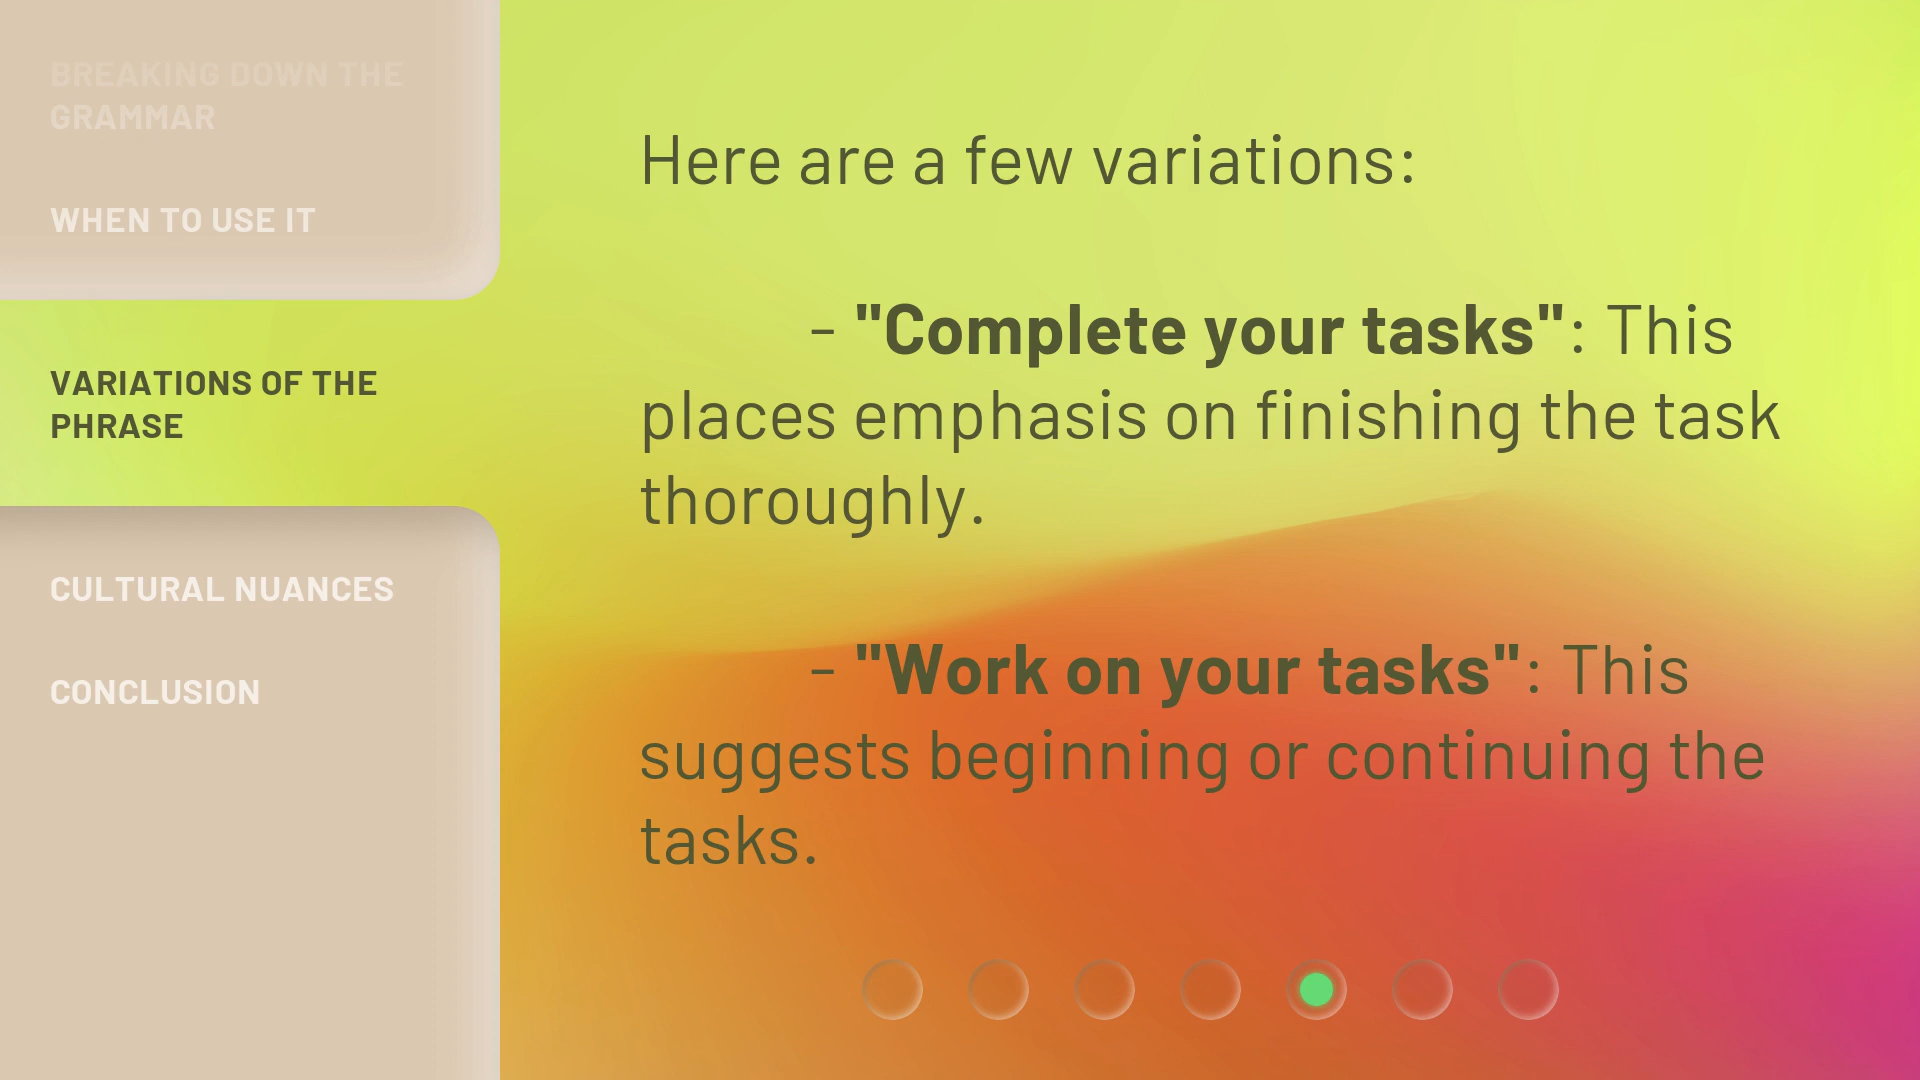 BREAKING DOWN THE
GRAMMAR
WHEN TO USE IT
VARIATIONS OF THE
PHRASE
CULTURAL NUANCES
CONCLUSION
Here are a few variations:
- "Complete your tasks": This
places emphasis on finishing the task
thoroughly.
- "Work on your tasks": This
suggests beginning or continuing the
tasks.